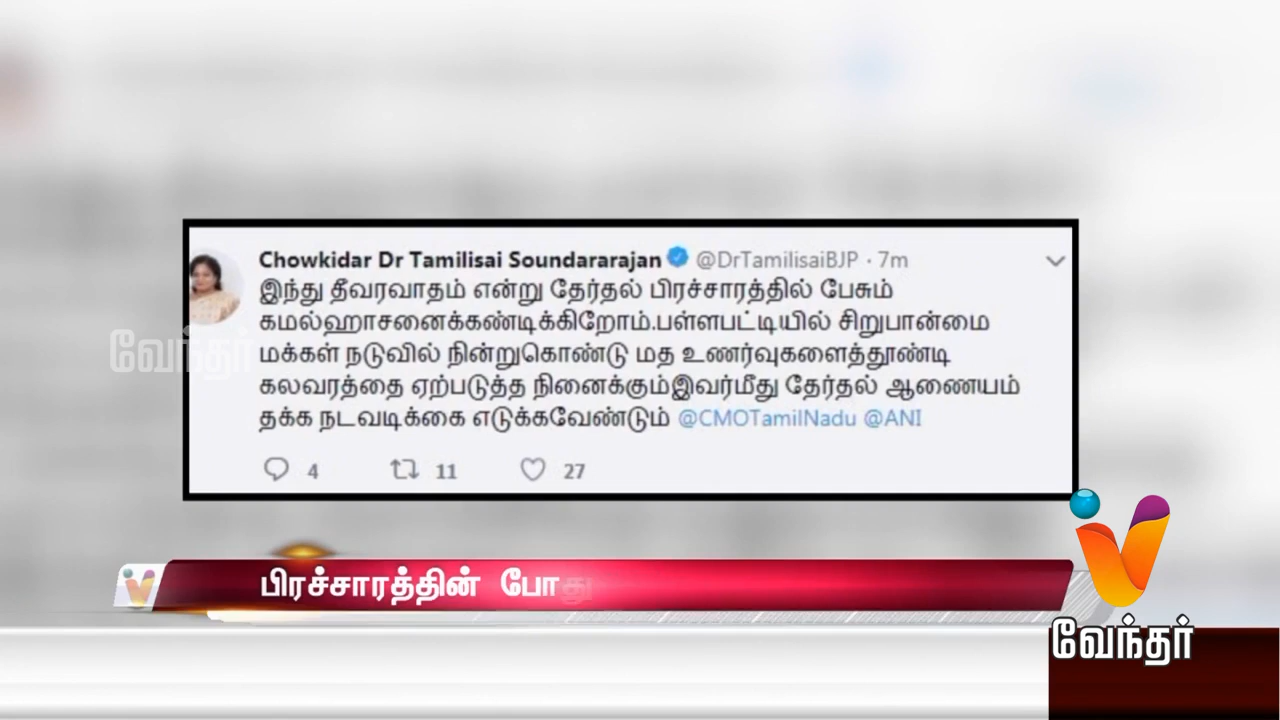 Chowkidar Dr Tamilisai Soundararajan @DrTamilisaiBJP · 7m
இந்து தீவரவாதம் என்று தேர்தல் பிரச்சாரத்தில் பேசும்
கமல்ஹாசனைக்கண்டிக்கிறோம்.பள்ளபட்டியில் சிறுபான்மை
மக்கள் நடுவில் நின்றுகொண்டு மத உணர்வுகளைத்தூண்டி
கலவரத்தை ஏற்படுத்த நினைக்கும்இவர்மீது தேர்தல் ஆணையம்
தக்க நடவடிக்கை எடுக்கவேண்டும் @CMOTamilNadu @ANI
4 11 27
வேந்தர்
பிரச்சாரத்தின் போது
வேந்தர்